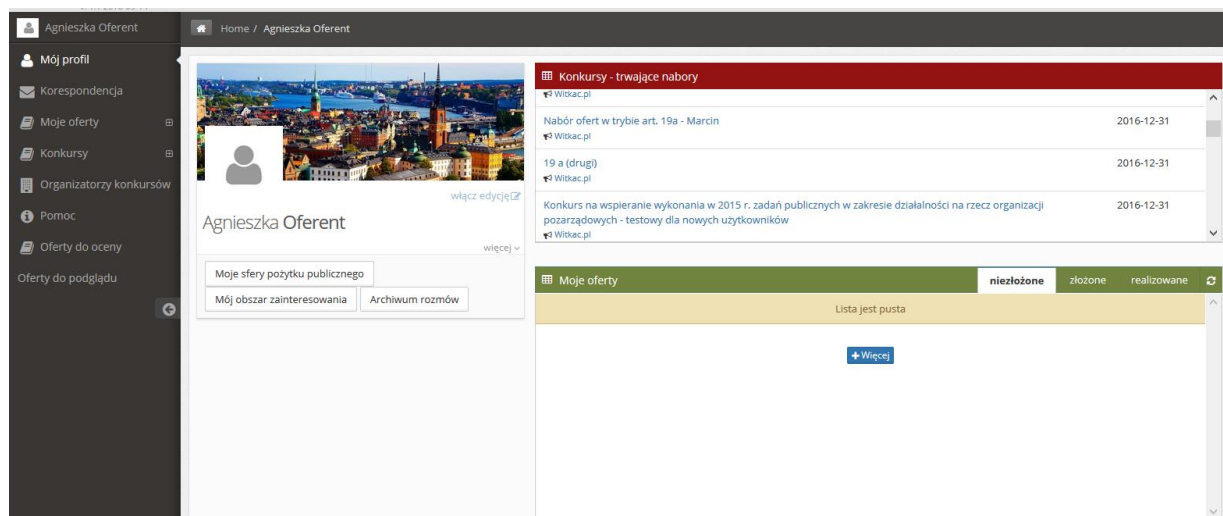 Agnieszka Oferent
Home / Agnieszka Oferent
Mój profil
Korespondencja
Moje oferty
Konkursy
Organizatorzy konkursów
Pomoc
Oferty do oceny
Oferty do podglądu
włącz edycję
Agnieszka Oferent
więcej
Moje sfery pożytku publicznego
Mój obszar zainteresowania Archiwum rozmów
Konkursy - trwające nabory
Witkac.pl
Nabór ofert w trybie art. 19a - Marcin 2016-12-31
Witkac.pl
19 a (drugi) 2016-12-31
Witkac.pl
Konkurs na wspieranie wykonania w 2015 r. zadań publicznych w zakresie działalności na rzecz organizacji 2016-12-31
pozarządowych - testowy dla nowych użytkowników
Witkac.pl
Moje oferty niezłożone złożone realizowane
Lista jest pusta
+ Więcej